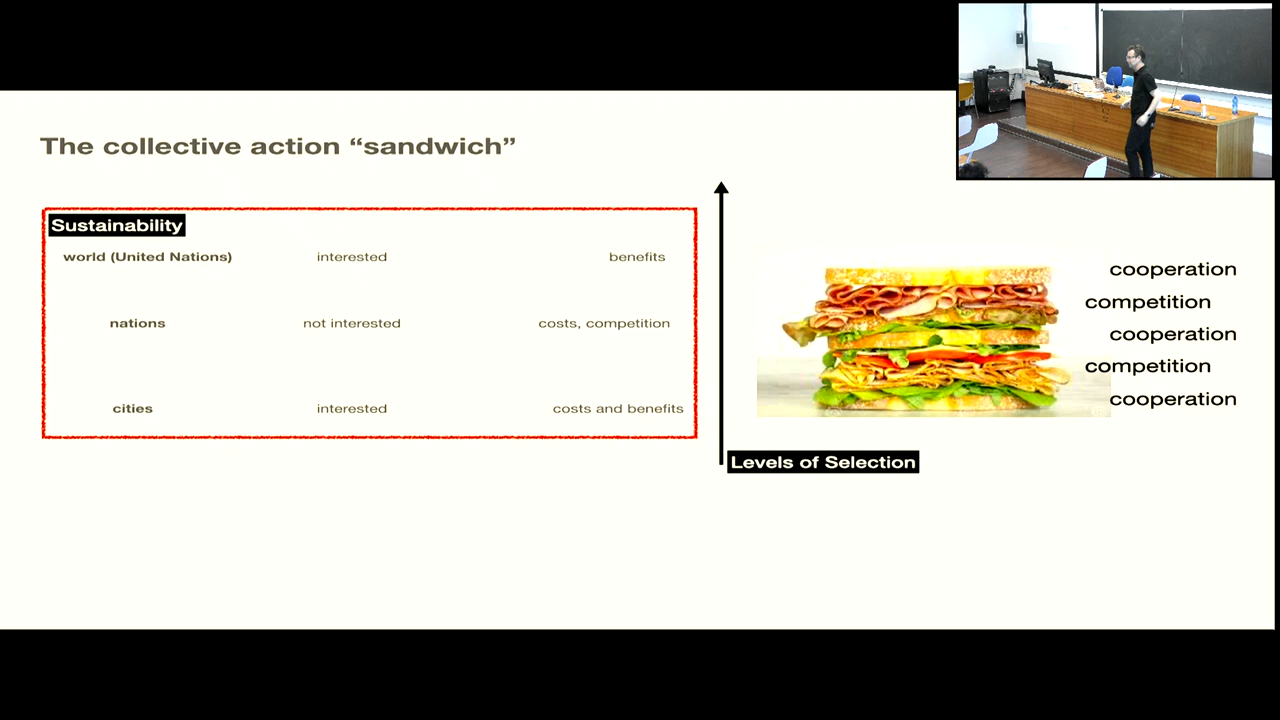 The collective action “sandwich”
Sustainability
world (United Nations) interested benefits
nations not interested costs, competition
cities interested costs and benefits
cooperation
competition
cooperation
competition
cooperation
Levels of Selection